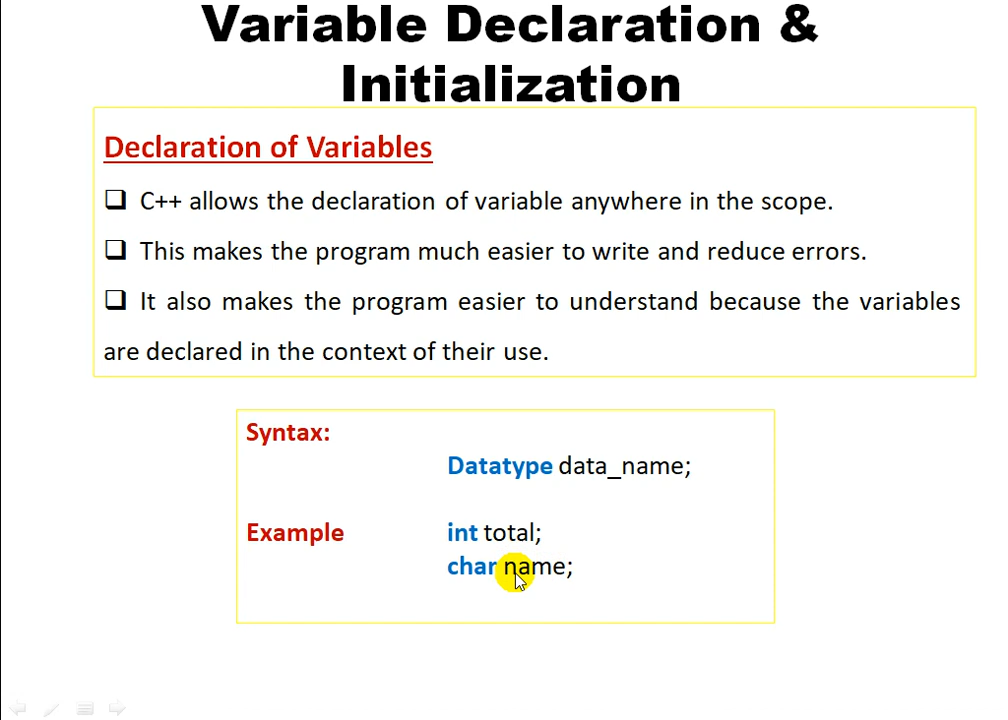 Variable Declaration &
Initialization
Declaration of Variables
❑ C++ allows the declaration of variable anywhere in the scope.
❑ This makes the program much easier to write and reduce errors.
❑ It also makes the program easier to understand because the variables
are declared in the context of their use.
Syntax:
Datatype data_name;
Example int total;
char name;